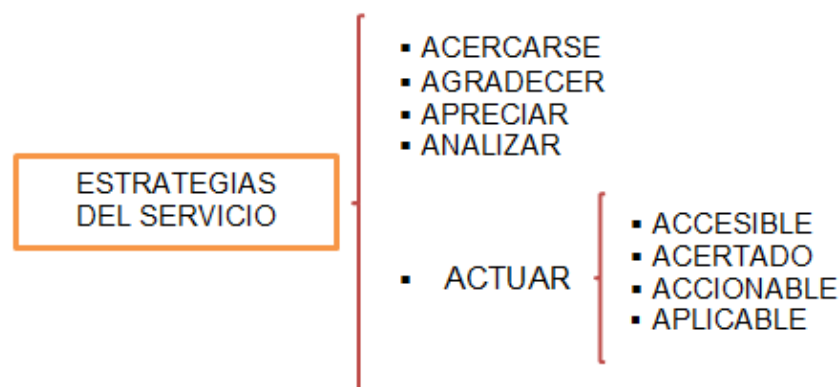 ESTRATEGIAS
DEL SERVICIO
▪ ACERCARSE
▪ AGRADECER
▪ APRECIAR
▪ ANALIZAR
▪ ACTUAR
▪ ACCESIBLE
▪ ACERTADO
▪ ACCIONABLE
▪ APLICABLE